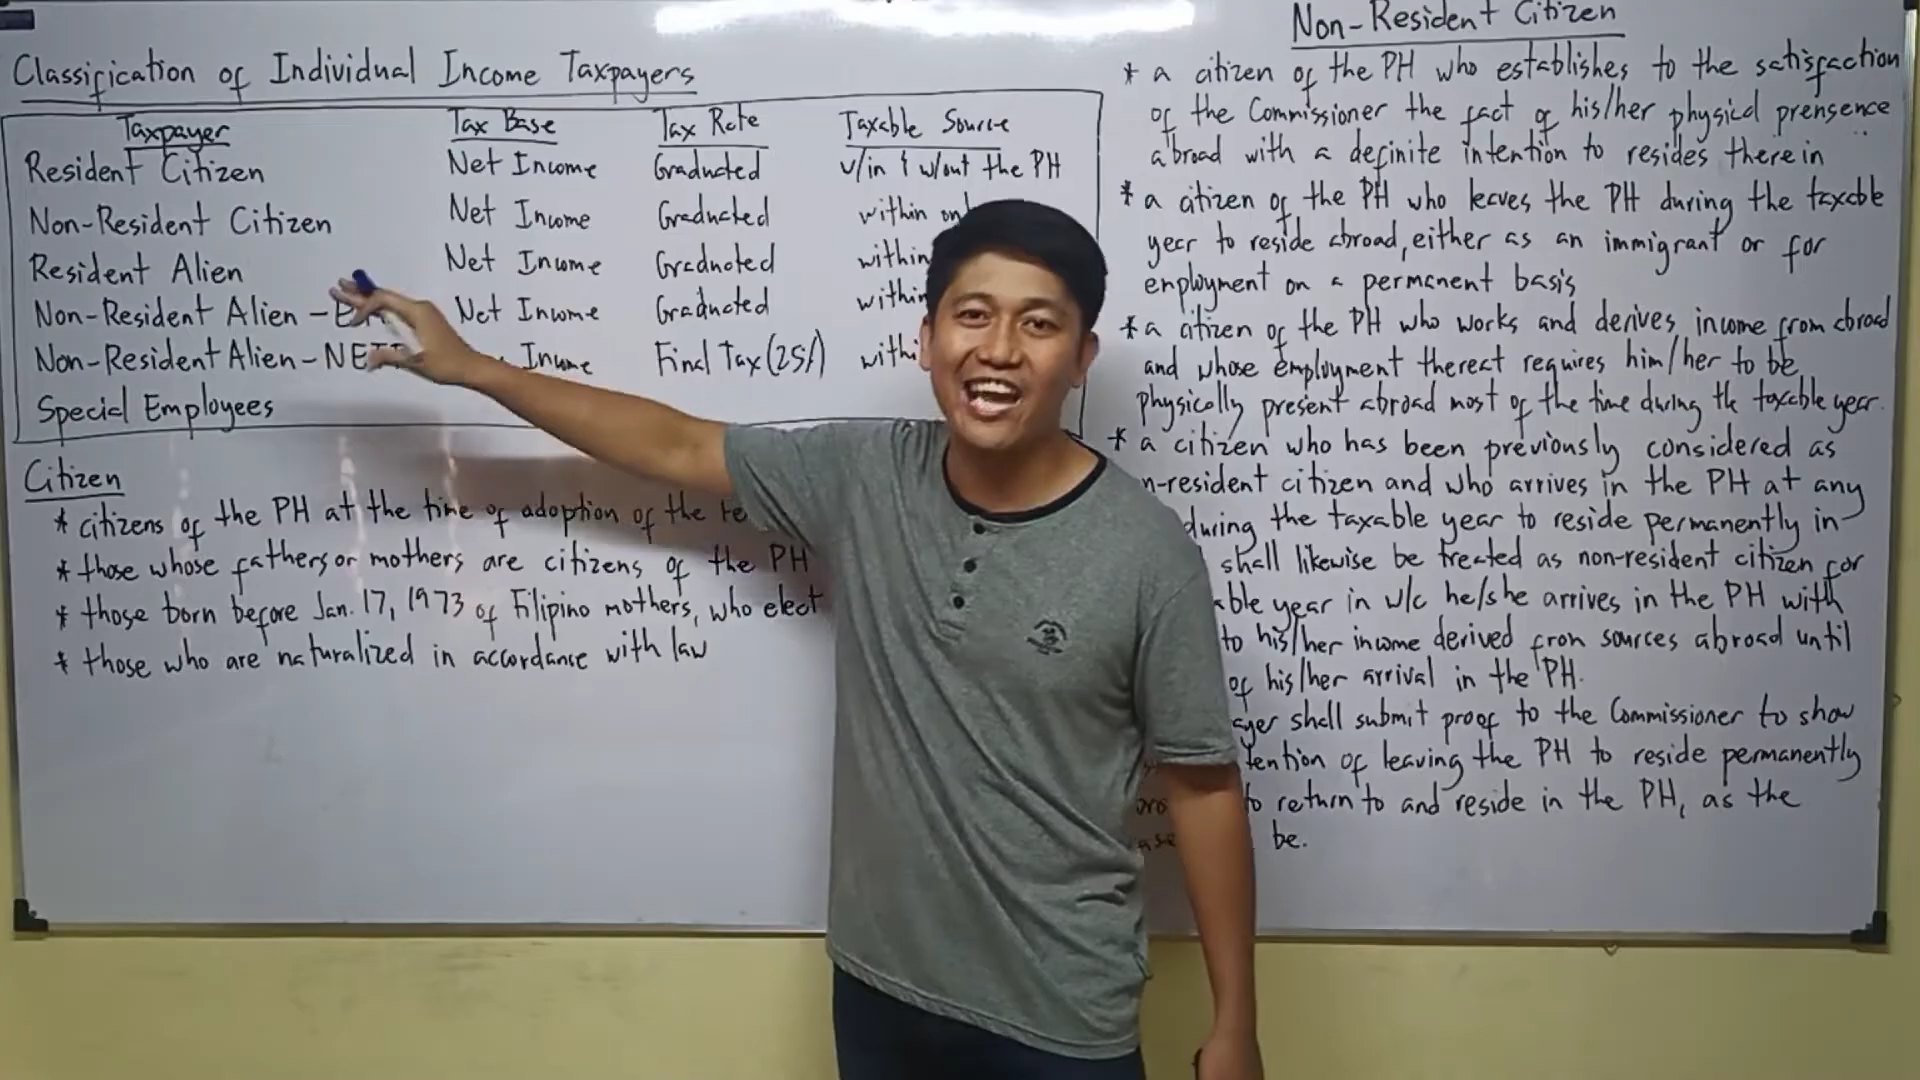 Classification of Individual Income Taxpayers
Taxpayer Tax Base Tax Rate Taxable Source
Resident Citizen Net Income Graduated w/in & w/out the PH
Non-Resident Citizen Net Income Graduated within
Resident Alien Net Income Graduated within
Non-Resident Alien - Net Income Graduated within
Non-Resident Alien - Final Tax (25%)
Special Employees
Citizen
* citizens of the PH at the time of adoption of the
* those whose fathers or mothers are citizens of the PH
* those born before Jan. 17, 1973 of Filipino mothers, who elect
* those who are naturalized in accordance with law
Non-Resident Citizen
* a citizen of the PH who establishes to the satisfaction
of the Commissioner the fact of his/her physical prensence
abroad with a definite intention to resides therein
* a citizen of the PH who leaves the PH during the taxable
year to reside abroad, either as an immigrant or for
employment on a permanent basis
* a citizen of the PH who works and derives income from abroad
and whose employment thereat requires him/her to be
physically present abroad most of the time during the taxable year.
* a citizen who has been previously considered as
n-resident citizen and who arrives in the PH at any
during the taxable year to reside permanently in
shall likewise be treated as non-resident citizen for
year in w/c he/she arrives in the PH with
to his/her income derived from sources abroad until
of his/her arrival in the PH.
shall submit proof to the Commissioner to show
of leaving the PH to reside permanently
to return to and reside in the PH, as the
be.